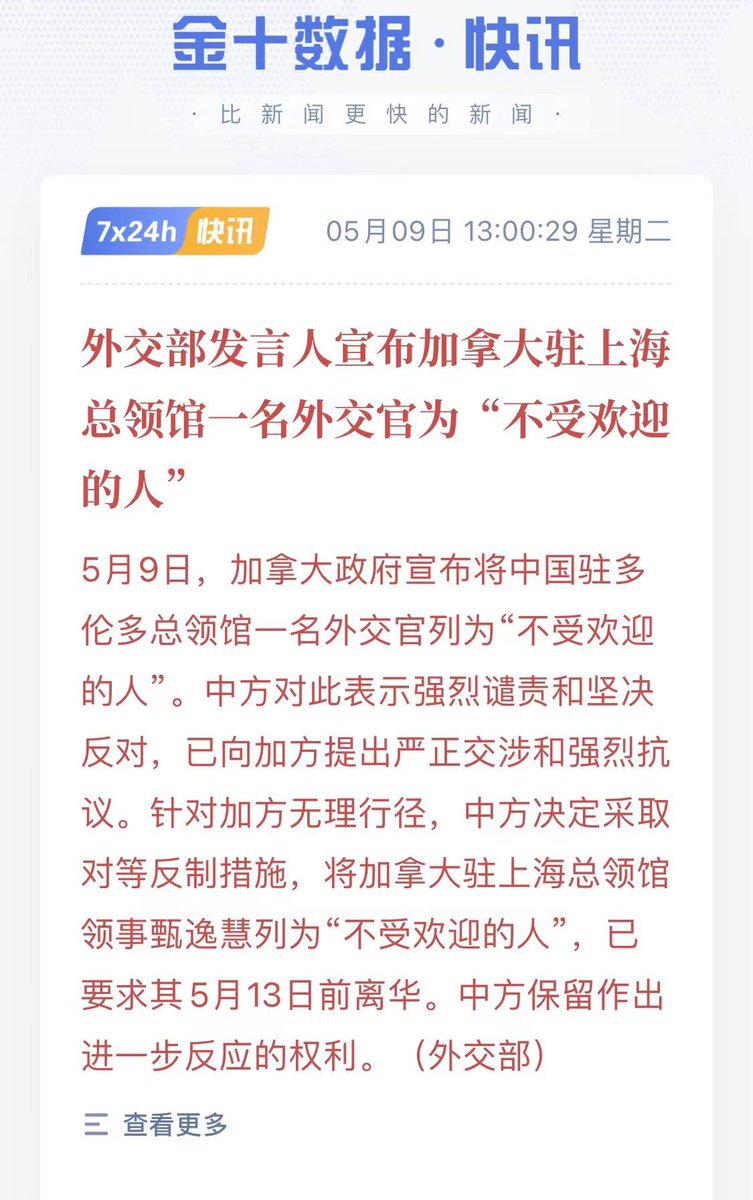 金十数据·快讯
· 比新闻更快的新闻 ·
7x24h 快讯
05月09日 13:00:29 星期二
外交部发言人宣布加拿大驻上海
总领馆一名外交官为“不受欢迎
的人”
5月9日，加拿大政府宣布将中国驻多
伦多总领馆一名外交官列为“不受欢迎
的人”。中方对此表示强烈谴责和坚决
反对，已向加方提出严正交涉和强烈抗
议。针对加方无理行径，中方决定采取
对等反制措施，将加拿大驻上海总领馆
领事甄逸慧列为“不受欢迎的人”，已
要求其5月13日前离华。中方保留作出
进一步反应的权利。（外交部）
查看更多